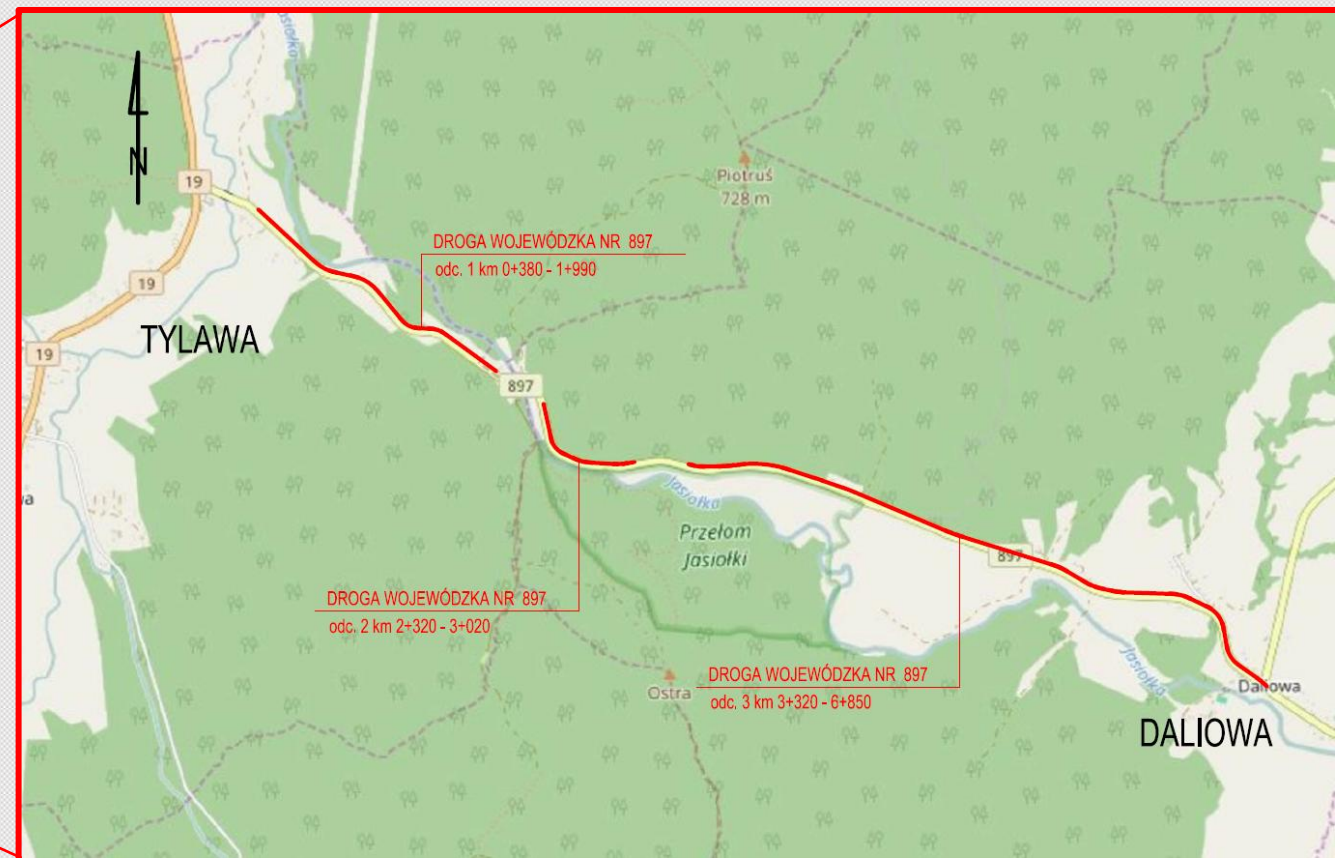 Jasiołka
N
19
Piotruś
728 m
DROGA WOJEWÓDZKA NR 897
odc. 1 km 0+380 - 1+990
19
TYLAWA
19
897
Jasiołka
Przełom
Jasiołki
897
DROGA WOJEWÓDZKA NR 897
odc. 2 km 2+320 - 3+020
DROGA WOJEWÓDZKA NR 897
odc. 3 km 3+320 - 6+850
Ostra
Jasiołka
Daliowa
DALIOWA